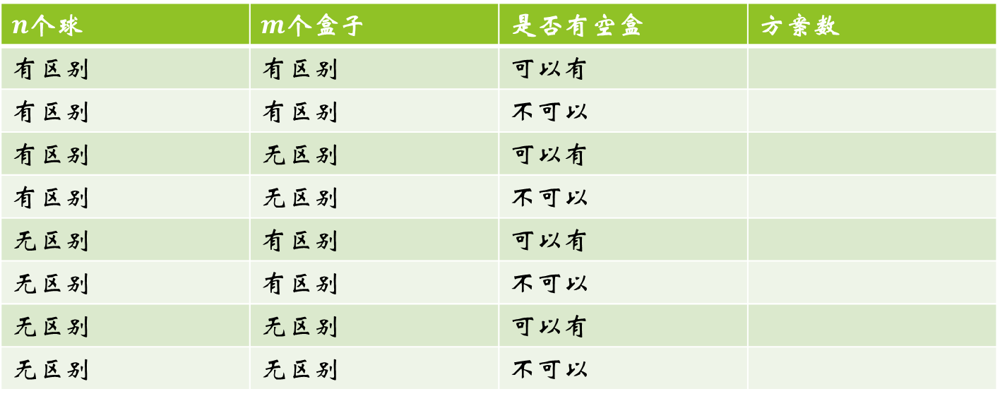 n个球 m个盒子 是否有空盒 方案数
有区别 有区别 可以有
有区别 有区别 不可以
有区别 无区别 可以有
有区别 无区别 不可以
无区别 有区别 可以有
无区别 有区别 不可以
无区别 无区别 可以有
无区别 无区别 不可以